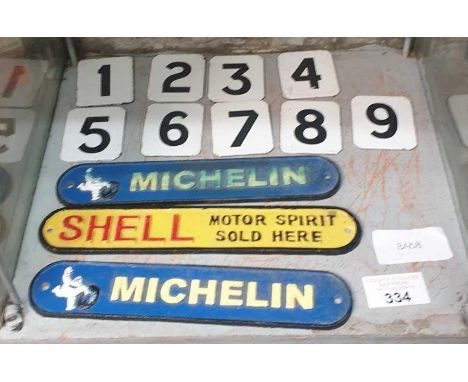 1 2 3 4
5 6 7 8 9
MICHELIN
SHELL MOTOR SPIRIT
SOLD HERE
MICHELIN
334